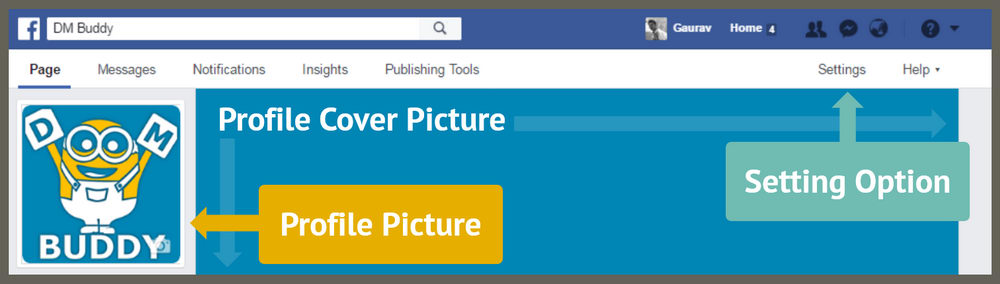 f DM Buddy Gaurav Home 4 ?
Page Messages Notifications Insights Publishing Tools Settings Help
D M
BUDDY
Profile Cover Picture
Setting Option
Profile Picture